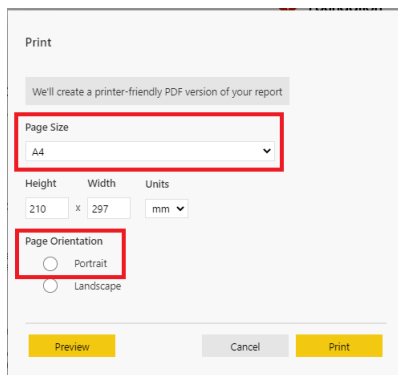 Print
We'll create a printer-friendly PDF version of your report
Page Size
A4
Height Width Units
210 x 297 mm
Page Orientation
Portrait
Landscape
Preview Cancel Print